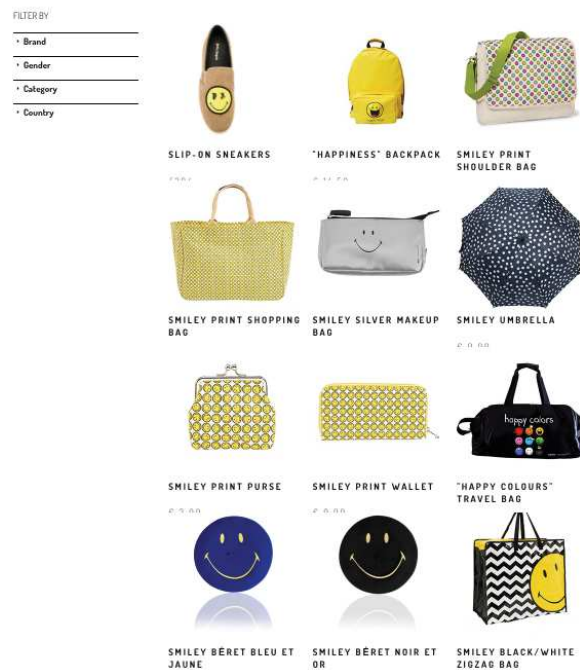 FILTER BY
Brand
Gender
Category
Country
SLIP-ON SNEAKERS
"HAPPINESS" BACKPACK
SMILEY PRINT
SHOULDER BAG
SMILEY PRINT SHOPPING
BAG
SMILEY SILVER MAKEUP
BAG
SMILEY UMBRELLA
SMILEY PRINT PURSE
SMILEY PRINT WALLET
happy colors
"HAPPY COLOURS"
TRAVEL BAG
SMILEY BÊRET BLEU ET
JAUNE
SMILEY BÊRET NOIR ET
OR
SMILEY BLACK/WHITE
ZIGZAG BAG